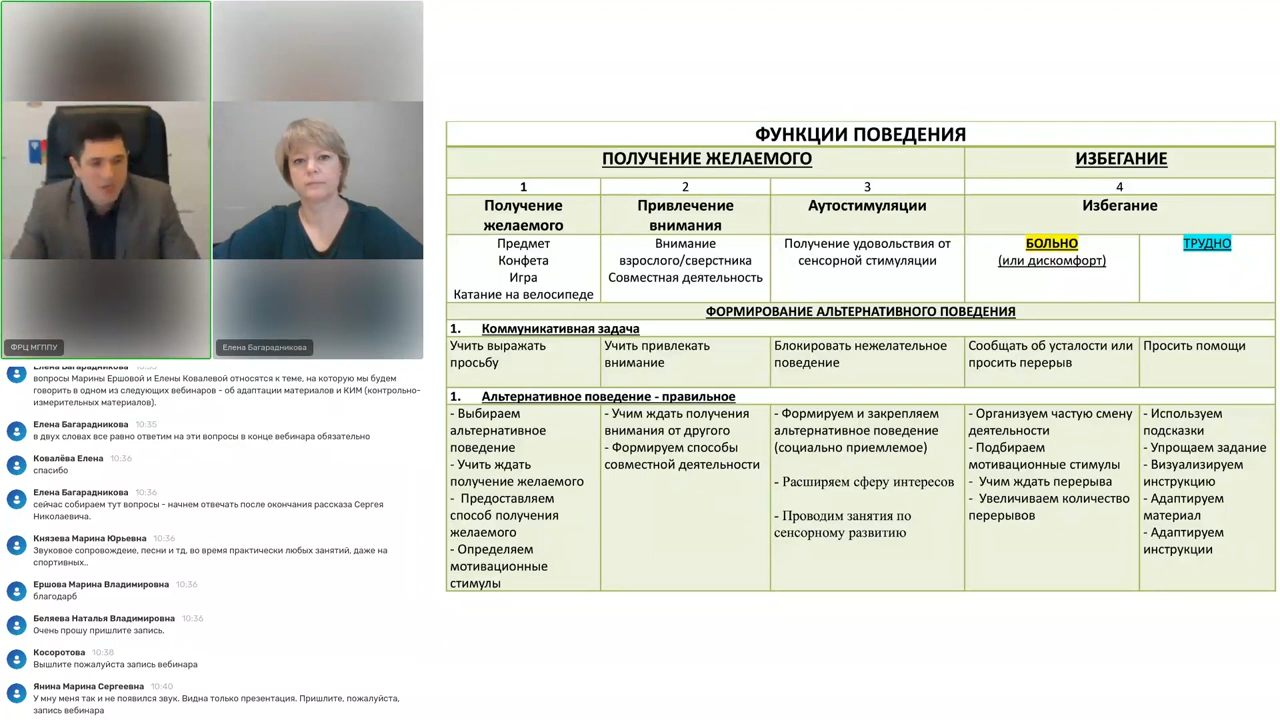 ФРЦ МГППУ
Елена Багарадникова
Елена Багарадникова 10:35
вопросы Марины Ершовой и Елены Ковалевой относятся к теме, на которую мы будем
говорить в одном из следующих вебинаров - об адаптации материалов и КИМ (контрольно-
измерительных материалов).
Елена Багарадникова 10:35
в двух словах все равно ответим на эти вопросы в конце вебинара обязательно
Ковалёва Елена 10:36
спасибо
Елена Багарадникова 10:36
сейчас собираем тут вопросы - начнем отвечать после окончания рассказа Сергея
Николаевича.
Князева Марина Юрьевна 10:36
Звуковое сопровождеие, песни и тд, во время практически любых занятий, даже на
спортивных..
Ершова Марина Владимировна 10:36
благодарб
Беляева Наталья Владимировна 10:36
Очень прошу пришлите запись.
Косоротова 10:38
Вышлите пожалуйста запись вебинара
Янина Марина Сергеевна 10:40
У мну меня так и не появился звук. Видна только презентация. Пришлите, пожалуйста,
запись вебинара
ФУНКЦИИ ПОВЕДЕНИЯ
ПОЛУЧЕНИЕ ЖЕЛАЕМОГО
ИЗБЕГАНИЕ
1
2
3
4
Получение
желаемого
Привлечение
внимания
Аутостимуляции
Избегание
Предмет
Конфета
Игра
Катание на велосипеде
Внимание
взрослого/сверстника
Совместная деятельность
Получение удовольствия от
сенсорной стимуляции
БОЛЬНО
(или дискомфорт)
ТРУДНО
ФОРМИРОВАНИЕ АЛЬТЕРНАТИВНОГО ПОВЕДЕНИЯ
1. Коммуникативная задача
Учить выражать
просьбу
Учить привлекать
внимание
Блокировать нежелательное
поведение
Сообщать об усталости или
просить перерыв
Просить помощи
1. Альтернативное поведение - правильное
- Выбираем
альтернативное
поведение
- Учить ждать
получение желаемого
- Предоставляем
способ получения
желаемого
- Определяем
мотивационные
стимулы
- Учим ждать получения
внимания от другого
- Формируем способы
совместной деятельности
- Формируем и закрепляем
альтернативное поведение
(социально приемлемое)
- Расширяем сферу интересов
- Проводим занятия по
сенсорному развитию
- Организуем частую смену
деятельности
- Подбираем
мотивационные стимулы
- Учим ждать перерыва
- Увеличиваем количество
перерывов
- Используем
подсказки
- Упрощаем задание
- Визуализируем
инструкцию
- Адаптируем
материал
- Адаптируем
инструкции